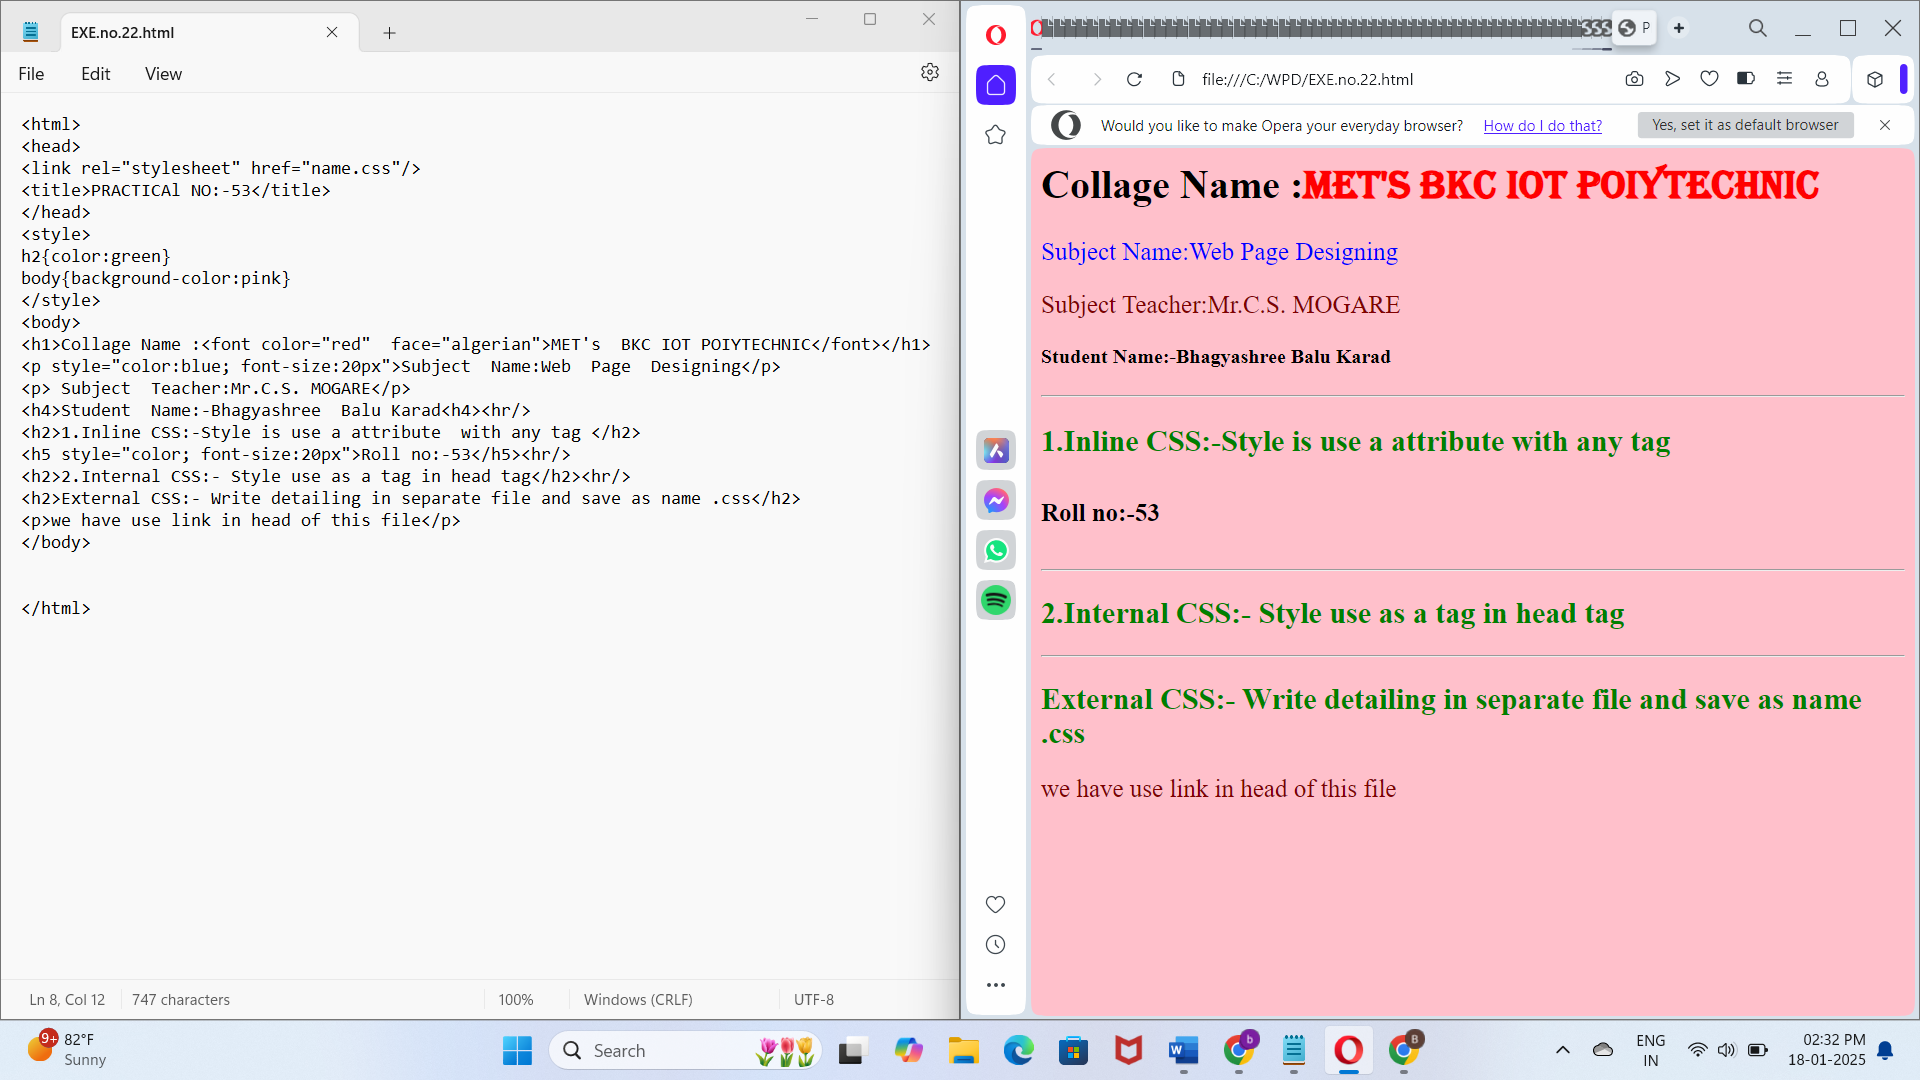 EXE.no.22.html
File Edit View
<html>
<head>
<link rel="stylesheet" href="name.css"/>
<title>PRACTICAl NO:-53</title>
</head>
<style>
h2{color:green}
body{background-color:pink}
</style>
<body>
<h1>Collage Name :<font color="red"  face="algerian">MET's  BKC IOT POIYTECHNIC</font></h1>
<p style="color:blue; font-size:20px">Subject  Name:Web  Page  Designing</p>
<p> Subject  Teacher:Mr.C.S. MOGARE</p>
<h4>Student  Name:-Bhagyashree  Balu Karad<h4><hr/>
<h2>1.Inline CSS:-Style is use a attribute  with any tag </h2>
<h5 style="color; font-size:20px">Roll no:-53</h5><hr/>
<h2>2.Internal CSS:- Style use as a tag in head tag</h2><hr/>
<h2>External CSS:- Write detailing in separate file and save as name .css</h2>
<p>we have use link in head of this file</p>
</body>
</html>
Ln 8, Col 12 747 characters 100% Windows (CRLF) UTF-8
P
file:///C:/WPD/EXE.no.22.html
Would you like to make Opera your everyday browser? How do I do that? Yes, set it as default browser
Collage Name :MET'S BKC IOT POIYTECHNIC
Subject Name:Web Page Designing
Subject Teacher:Mr.C.S. MOGARE
Student Name:-Bhagyashree Balu Karad
1.Inline CSS:-Style is use a attribute with any tag
Roll no:-53
2.Internal CSS:- Style use as a tag in head tag
External CSS:- Write detailing in separate file and save as name
.css
we have use link in head of this file
9+ 82°F
Sunny
Search
W
b
B
ENG
IN
02:32 PM
18-01-2025